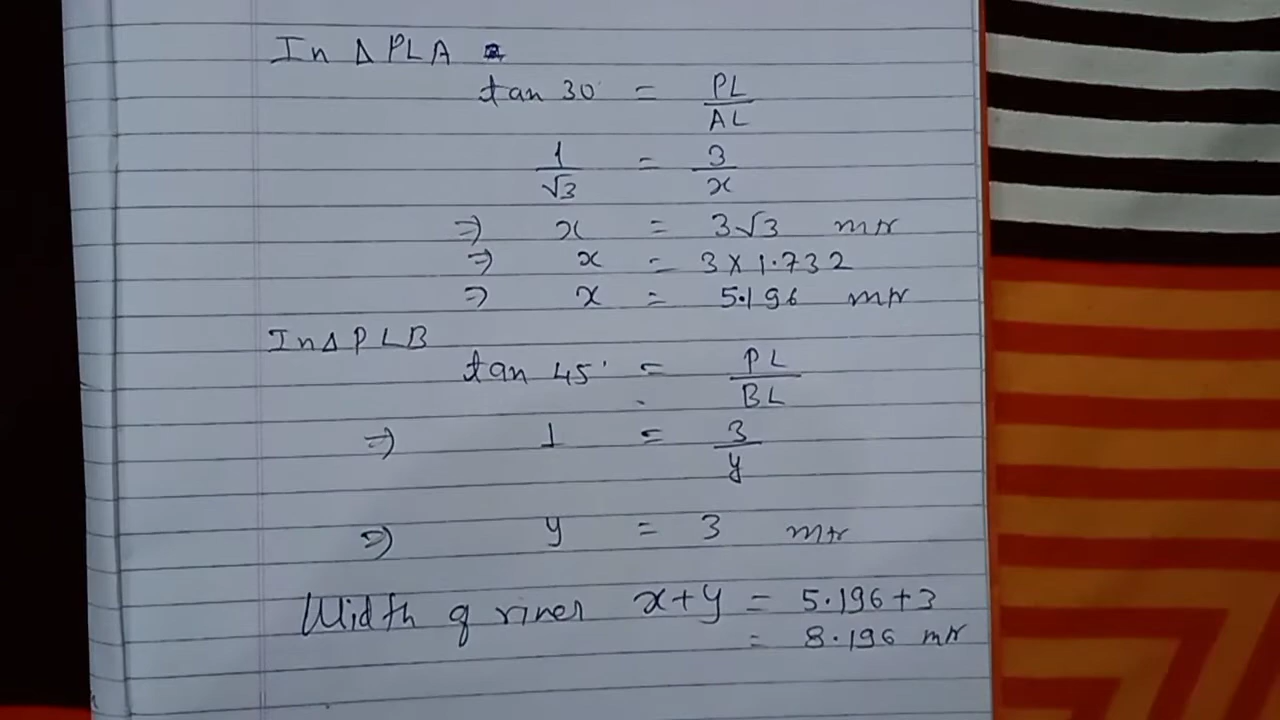 In Δ PLA
tan 30° = PL/AL
1/√3 = 3/x
⇒ x = 3√3 mtr
⇒ x = 3 × 1.732
⇒ x = 5.196 mtr
In Δ PLB
tan 45° = PL/BL
⇒ 1 = 3/y
⇒ y = 3 mtr
Width of river x+y = 5.196+3
= 8.196 mtr